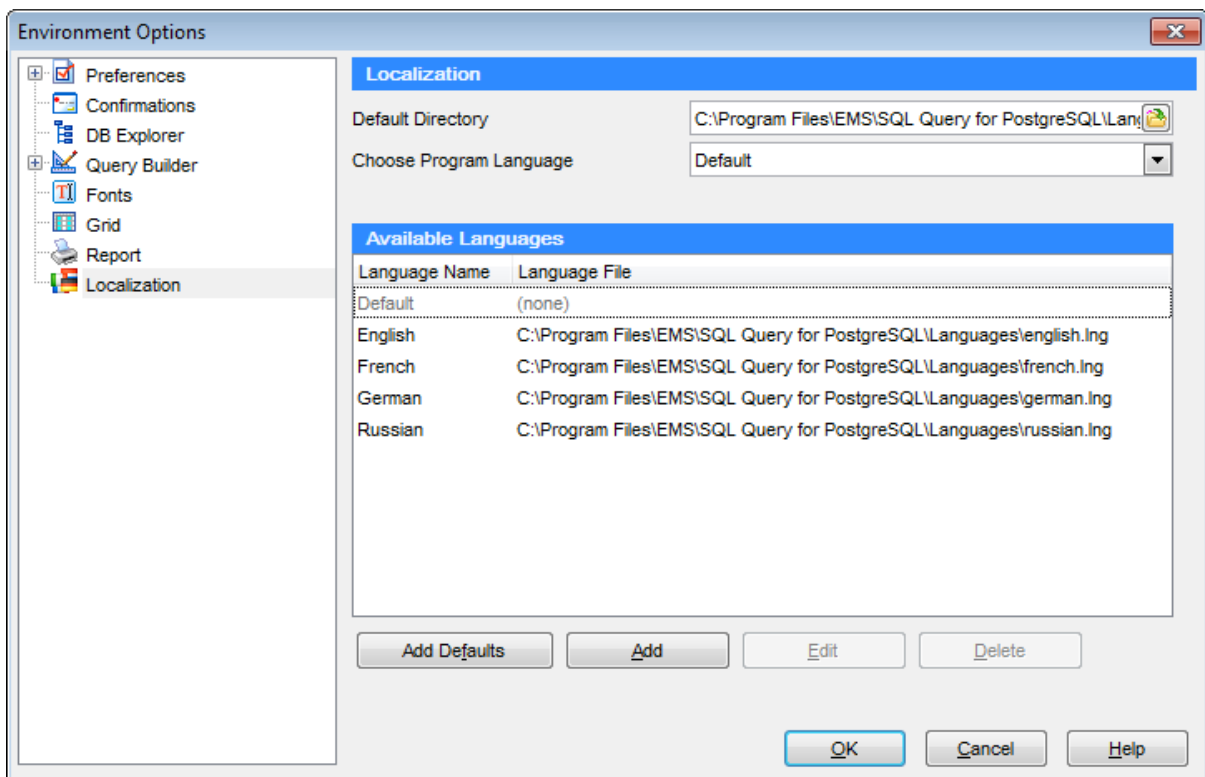 Environment Options
Preferences
Confirmations
DB Explorer
Query Builder
Fonts
Grid
Report
Localization
Localization
Default Directory C:\Program Files\EMS\SQL Query for PostgreSQL\Lang
Choose Program Language Default
Available Languages
Language Name Language File
Default (none)
English C:\Program Files\EMS\SQL Query for PostgreSQL\Languages\english.lng
French C:\Program Files\EMS\SQL Query for PostgreSQL\Languages\french.lng
German C:\Program Files\EMS\SQL Query for PostgreSQL\Languages\german.lng
Russian C:\Program Files\EMS\SQL Query for PostgreSQL\Languages\russian.lng
Add Defaults Add Edit Delete
OK Cancel Help